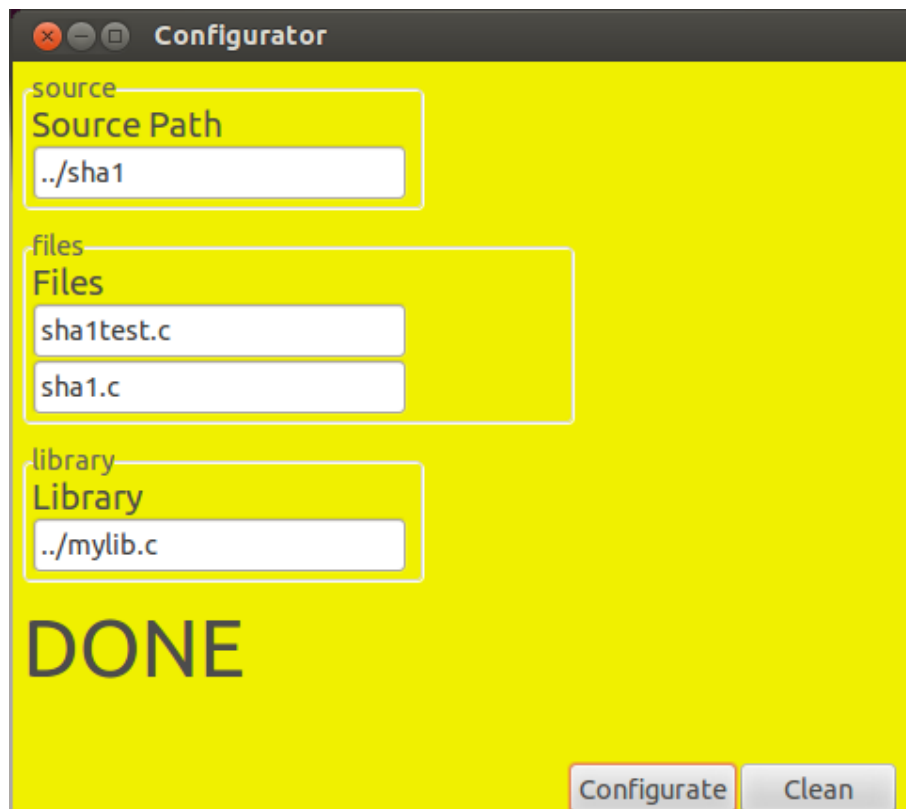 Configurator
source
Source Path
../sha1
files
Files
sha1test.c
sha1.c
library
Library
../mylib.c
DONE
Configurate Clean